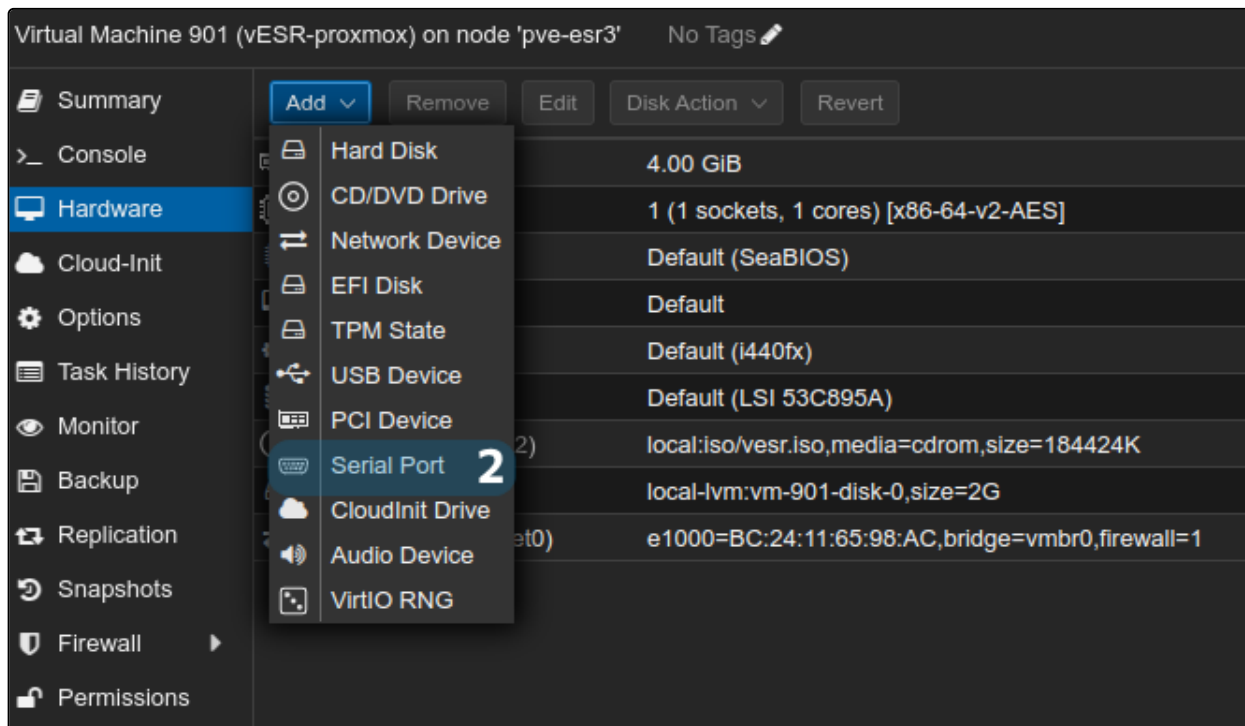 Virtual Machine 901 (vESR-proxmox) on node 'pve-esr3' No Tags
Summary
Console
Hardware
Cloud-Init
Options
Task History
Monitor
Backup
Replication
Snapshots
Firewall
Permissions
Add Remove Edit Disk Action Revert
Hard Disk
CD/DVD Drive
Network Device
EFI Disk
TPM State
USB Device
PCI Device
Serial Port 2
CloudInit Drive
Audio Device
VirtIO RNG
4.00 GiB
1 (1 sockets, 1 cores) [x86-64-v2-AES]
Default (SeaBIOS)
Default
Default (i440fx)
Default (LSI 53C895A)
2) local:iso/vesr.iso,media=cdrom,size=184424K
local-lvm:vm-901-disk-0,size=2G
et0) e1000=BC:24:11:65:98:AC,bridge=vmbr0,firewall=1